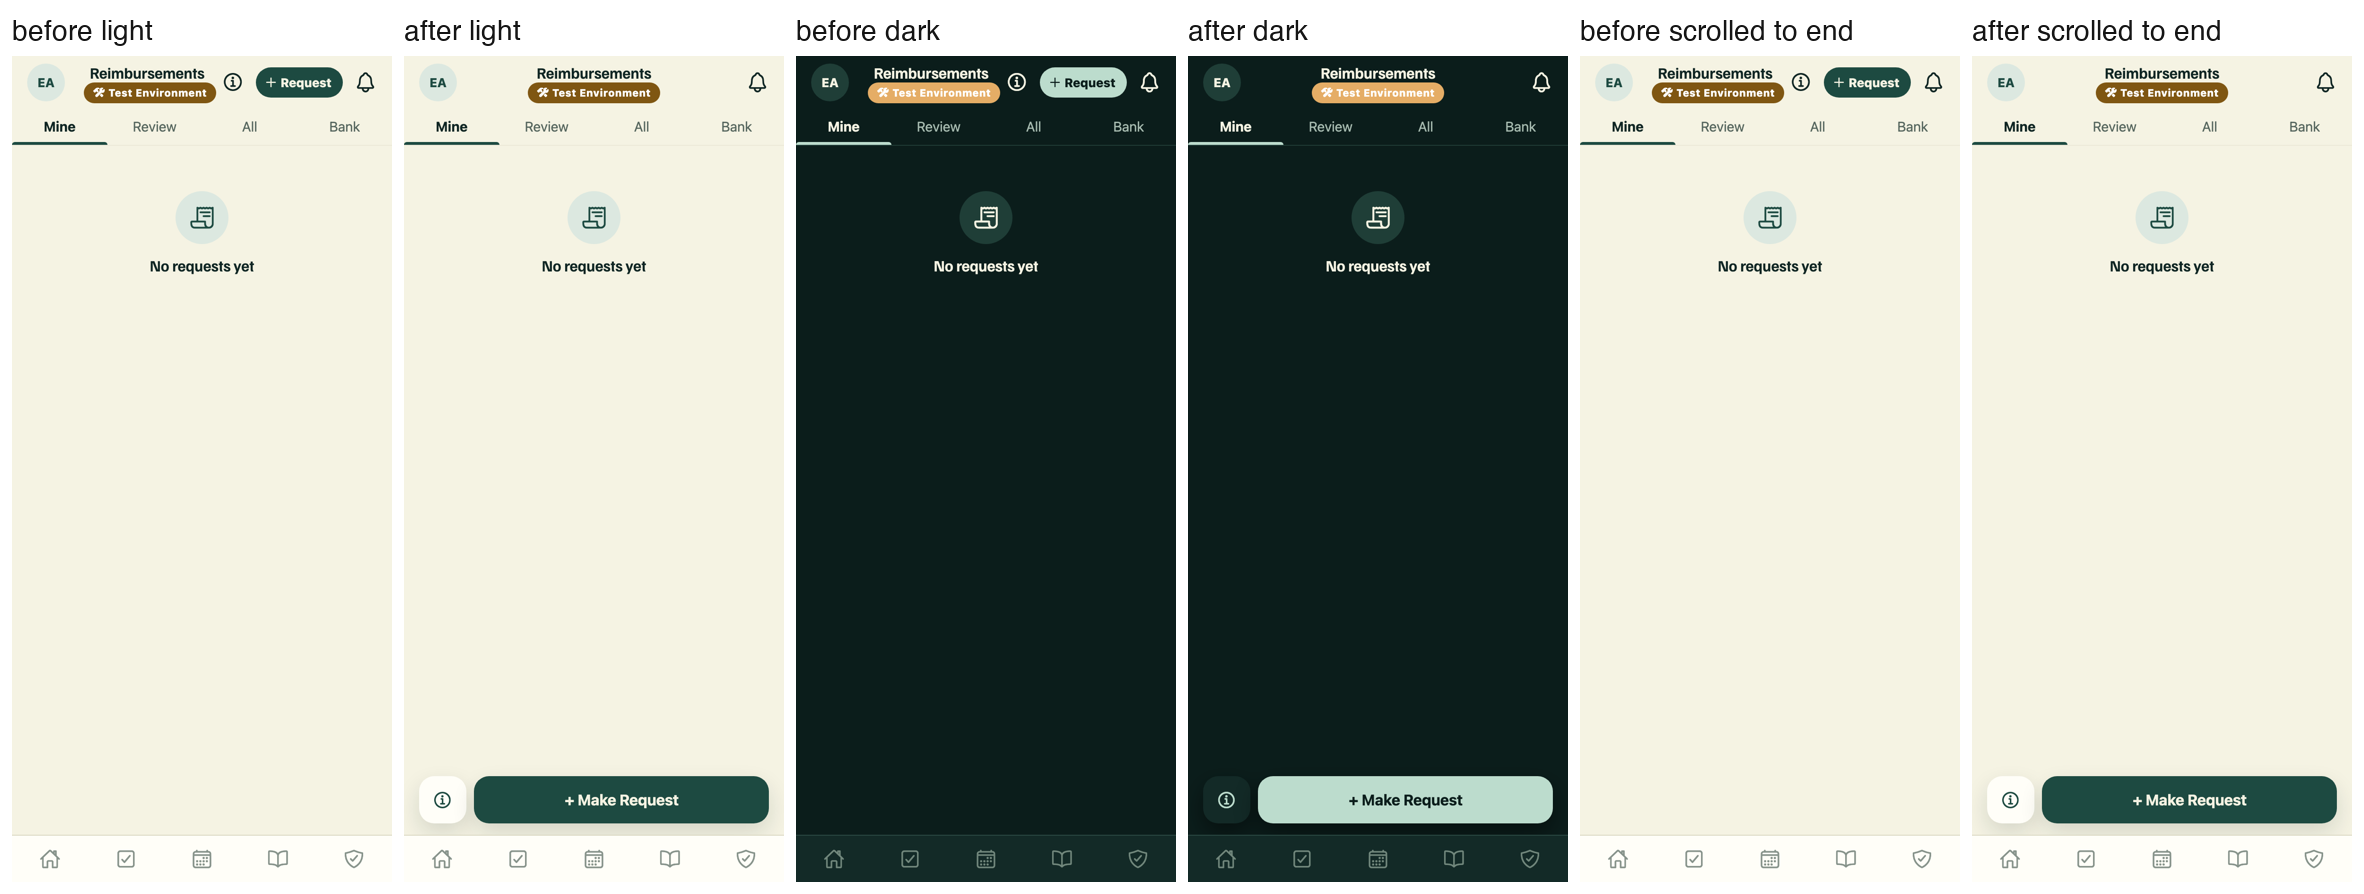 before light
EA
Reimbursements
🛠 Test Environment
+ Request
Mine
Review
All
Bank
No requests yet
after light
EA
Reimbursements
🛠 Test Environment
Mine
Review
All
Bank
No requests yet
+ Make Request
before dark
EA
Reimbursements
🛠 Test Environment
+ Request
Mine
Review
All
Bank
No requests yet
after dark
EA
Reimbursements
🛠 Test Environment
Mine
Review
All
Bank
No requests yet
+ Make Request
before scrolled to end
EA
Reimbursements
🛠 Test Environment
+ Request
Mine
Review
All
Bank
No requests yet
after scrolled to end
EA
Reimbursements
🛠 Test Environment
Mine
Review
All
Bank
No requests yet
+ Make Request